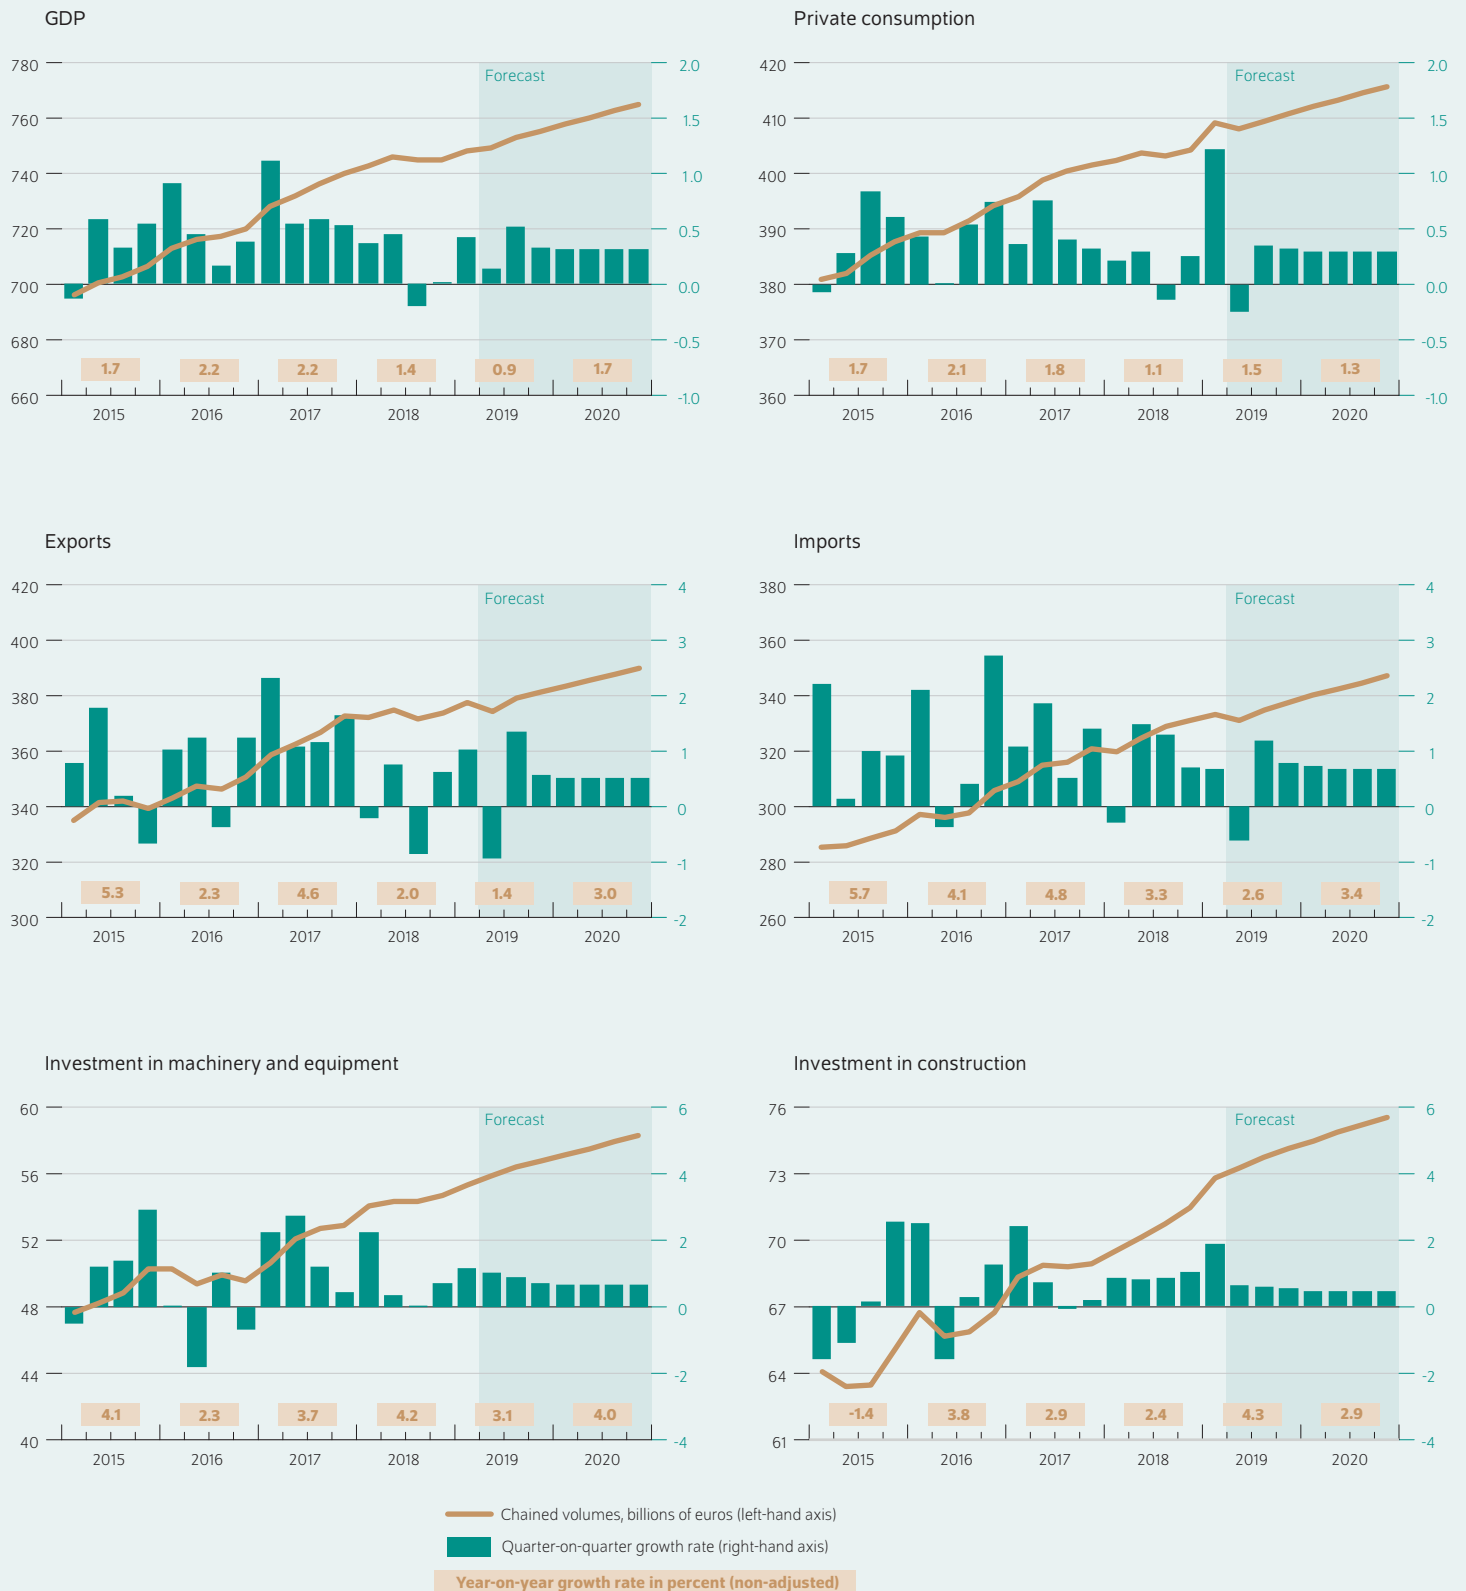 GDP
Private consumption
780 2.0 420 2.0
Forecast Forecast
760 1.5 410 1.5
740 1.0 400 1.0
720 0.5 390 0.5
700 0.0 380 0.0
680 -0.5 370 -0.5
1.7 2.2 2.2 1.4 0.9 1.7 1.7 2.1 1.8 1.1 1.5 1.3
660 -1.0 360 -1.0
2015 2016 2017 2018 2019 2020 2015 2016 2017 2018 2019 2020
Exports
Imports
420 4 380 4
Forecast Forecast
400 3 360 3
380 2 340 2
360 1 320 1
340 0 300 0
320 -1 280 -1
5.3 2.3 4.6 2.0 1.4 3.0 5.7 4.1 4.8 3.3 2.6 3.4
300 -2 260 -2
2015 2016 2017 2018 2019 2020 2015 2016 2017 2018 2019 2020
Investment in machinery and equipment
Investment in construction
60 6 76 6
Forecast Forecast
56 4 73 4
52 2 70 2
48 0 67 0
44 -2 64 -2
4.1 2.3 3.7 4.2 3.1 4.0 -1.4 3.8 2.9 2.4 4.3 2.9
40 -4 61 -4
2015 2016 2017 2018 2019 2020 2015 2016 2017 2018 2019 2020
Chained volumes, billions of euros (left-hand axis)
Quarter-on-quarter growth rate (right-hand axis)
Year-on-year growth rate in percent (non-adjusted)